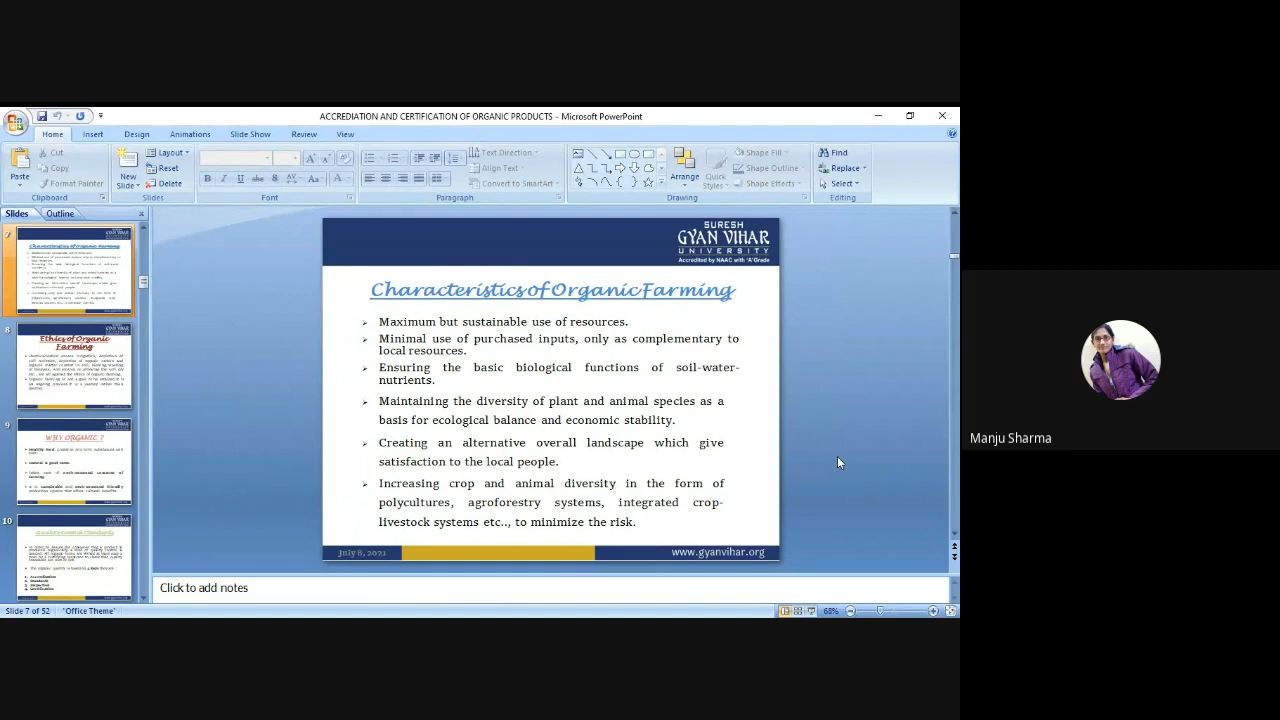 ACCREDIATION AND CERTIFICATION OF ORGANIC PRODUCTS - Microsoft PowerPoint
Home Insert Design Animations Slide Show Review View
Paste
Cut
Copy
Format Painter
Clipboard
New Slide
Layout
Reset
Delete
Slides
Font
Paragraph
Text Direction
Align Text
Convert to SmartArt
Arrange
Quick Styles
Shape Fill
Shape Outline
Shape Effects
Drawing
Find
Replace
Select
Editing
Slides Outline
7
Characteristics of Organic Farming
8
Ethics of Organic
Farming
9
WHY ORGANIC ?
10
SURESH
GYAN VIHAR
UNIVERSITY
Accredited by NAAC with 'A' Grade
Characteristics of Organic Farming
➢ Maximum but sustainable use of resources.
➢ Minimal use of purchased inputs, only as complementary to
local resources.
➢ Ensuring the basic biological functions of soil-water-
nutrients.
➢ Maintaining the diversity of plant and animal species as a
basis for ecological balance and economic stability.
➢ Creating an attractive overall landscape which give
satisfaction to the local people.
➢ Increasing crop and animal diversity in the form of
polycultures, agroforestry systems, integrated crop-
livestock systems etc., to minimize the risk.
July 8, 2021
www.gyanvihar.org
Click to add notes
Slide 7 of 52 "Office Theme" 68%
Manju Sharma